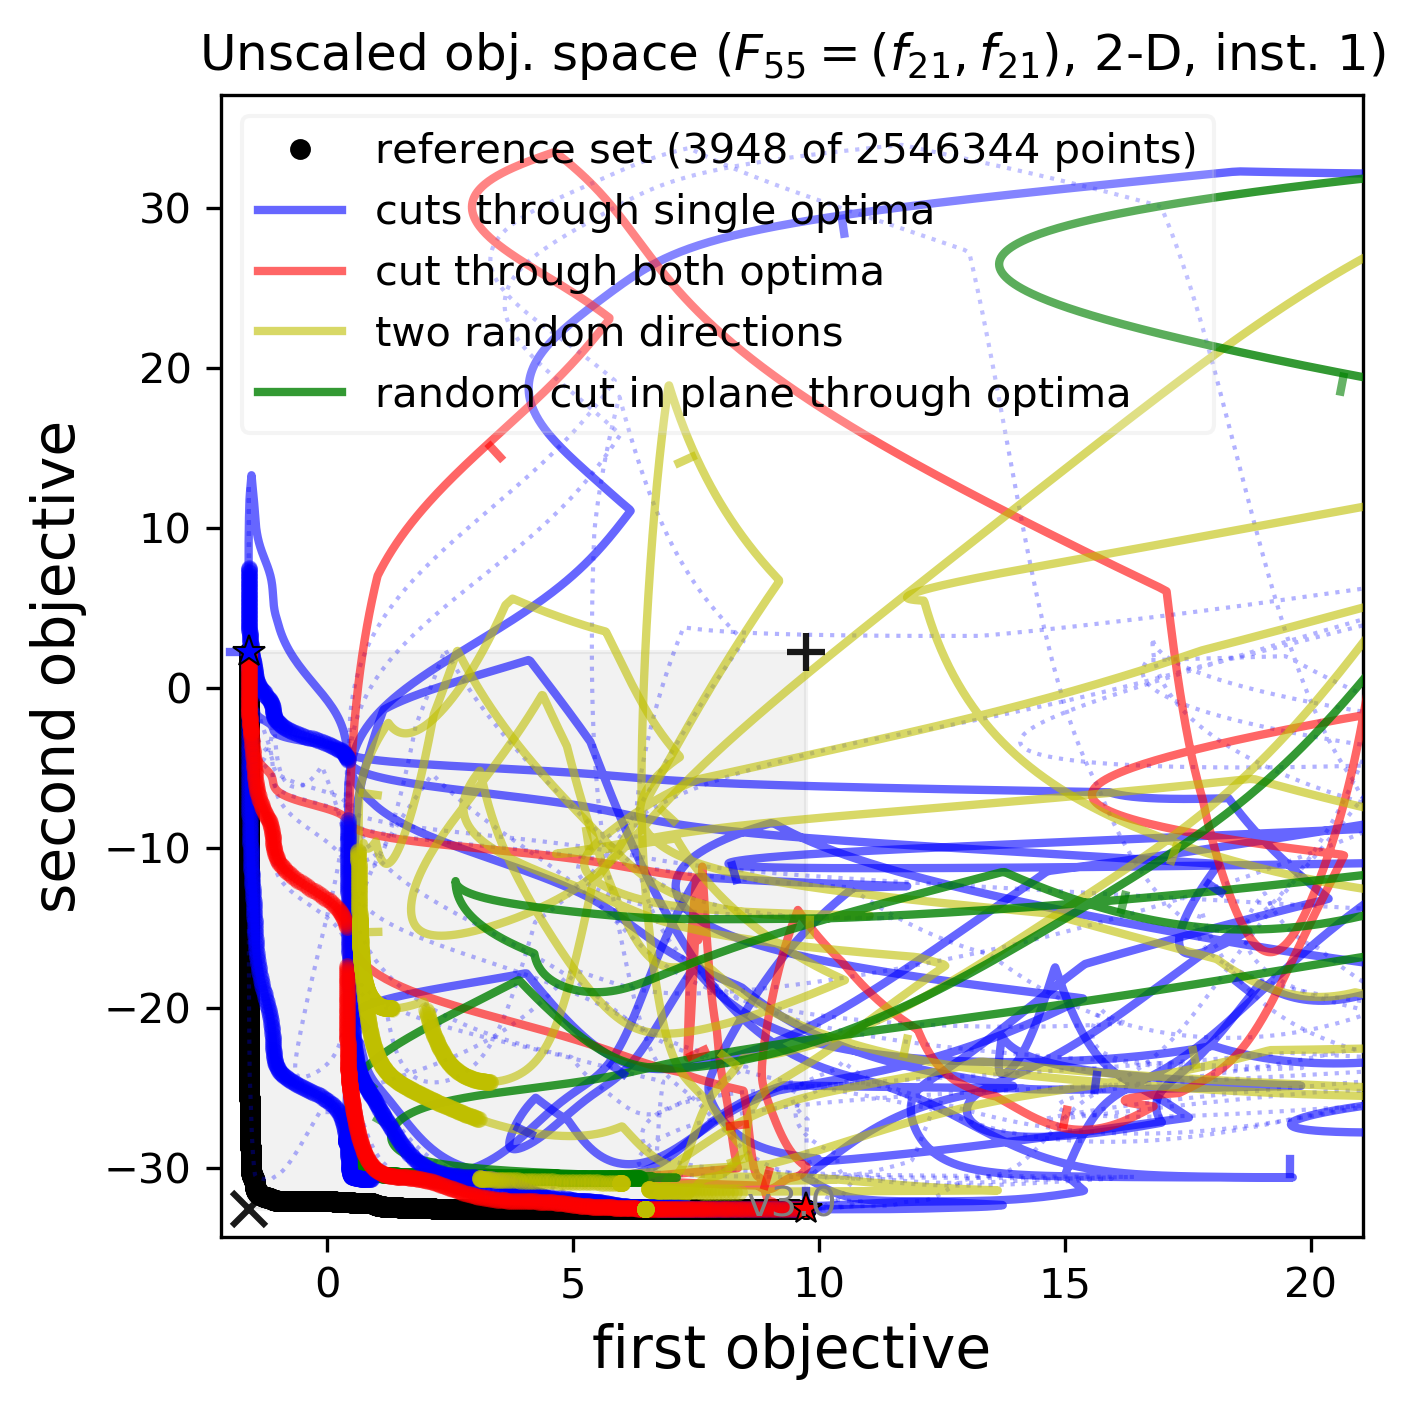 Unscaled obj. space (F₅₅ = (f₂₁, f₂₁), 2-D, inst. 1)
reference set (3948 of 2546344 points)
cuts through single optima
cut through both optima
two random directions
random cut in plane through optima
30
20
10
0
−10
−20
−30
second objective
v3.0
0 5 10 15 20
first objective